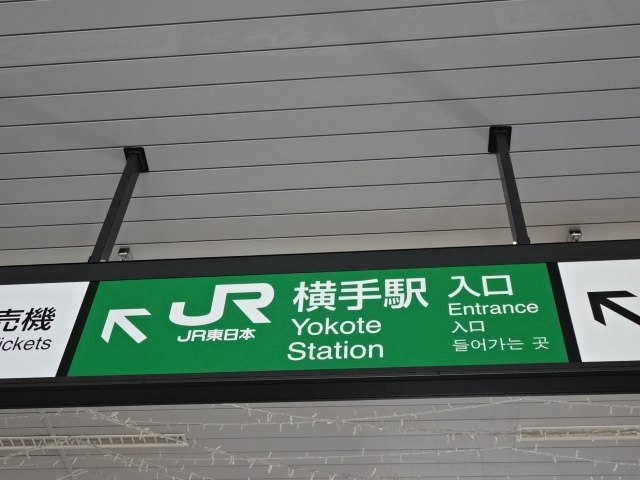 売機
ickets
JR
JR東日本
横手駅
Yokote
Station
入口
Entrance
入口
들어가는 곳